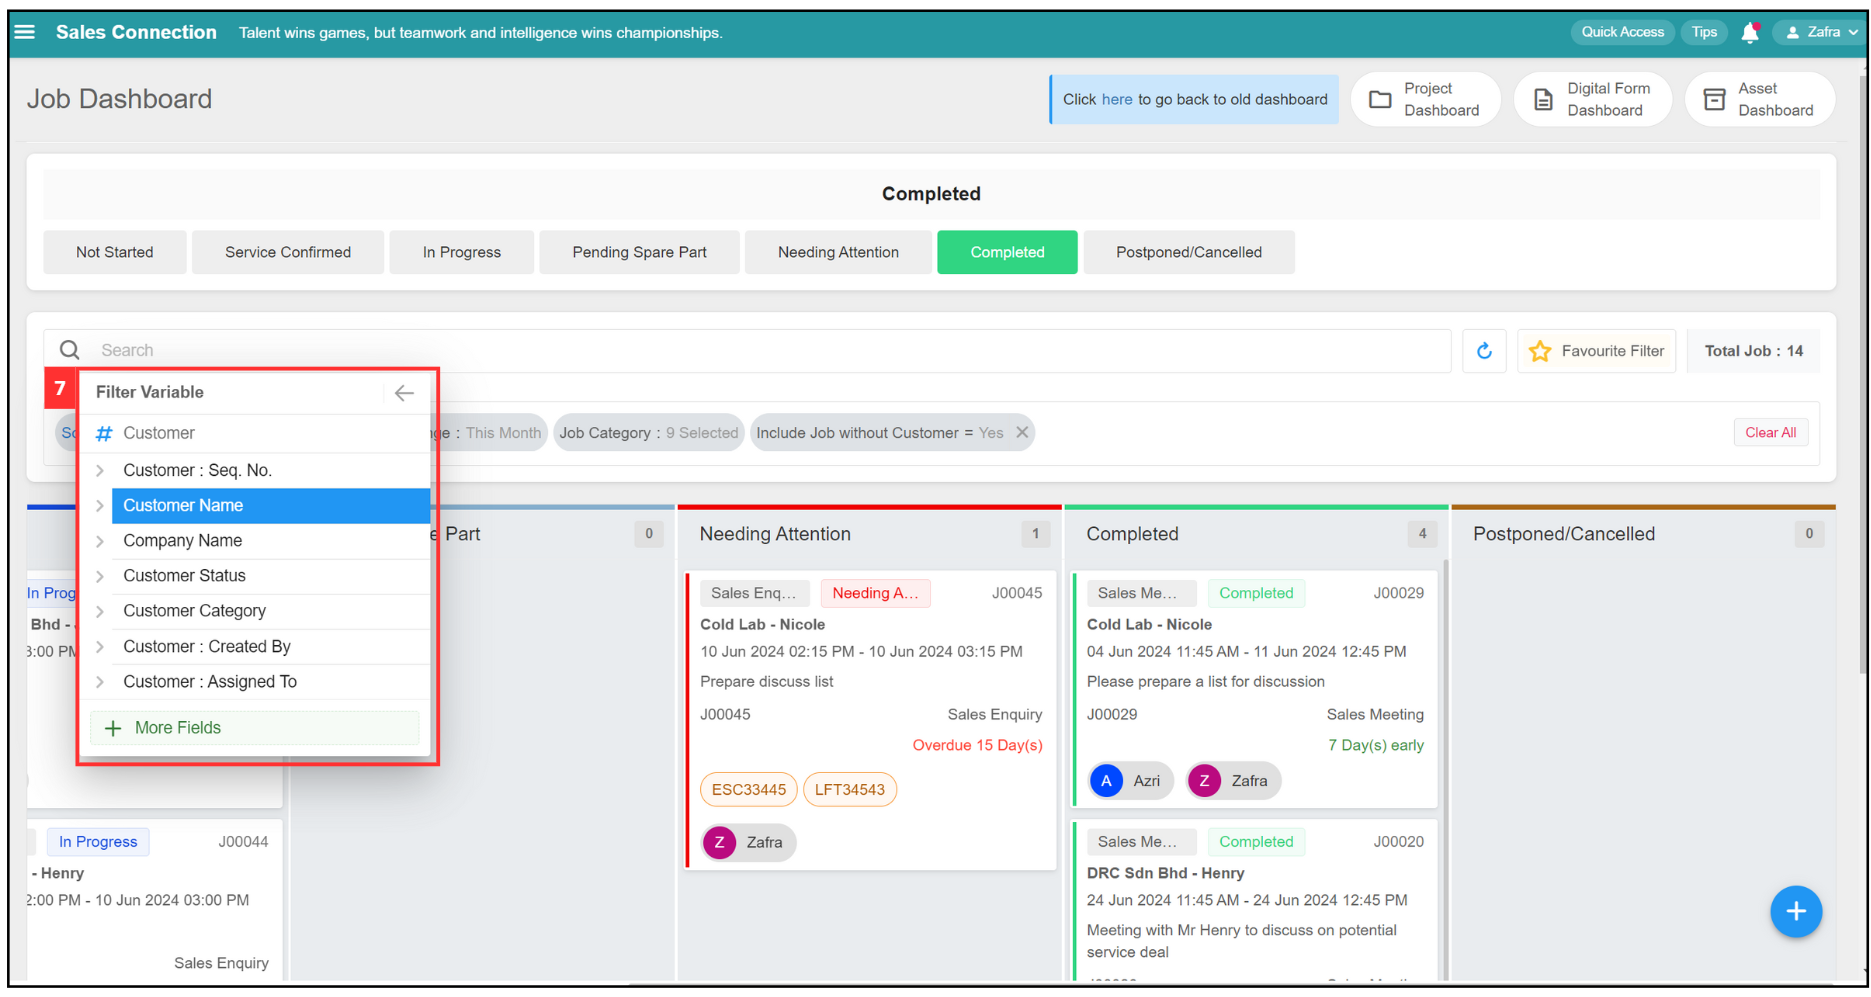 Sales Connection Talent wins games, but teamwork and intelligence wins championships. Quick Access Tips Zafra
Job Dashboard
Click here to go back to old dashboard
Project
Dashboard
Digital Form
Dashboard
Asset
Dashboard
Completed
Not Started Service Confirmed In Progress Pending Spare Part Needing Attention Completed Postponed/Cancelled
Search
Favourite Filter
Total Job : 14
7
Filter Variable
# Customer
Customer : Seq. No.
Customer Name
Company Name
Customer Status
Customer Category
Customer : Created By
Customer : Assigned To
+ More Fields
: This Month
Job Category : 9 Selected
Include Job without Customer = Yes
Clear All
In Prog
Bhd -
3:00 PM
In Progress J00044
- Henry
2:00 PM - 10 Jun 2024 03:00 PM
Sales Enquiry
Part 0
Needing Attention 1
Sales Enq... Needing A... J00045
Cold Lab - Nicole
10 Jun 2024 02:15 PM - 10 Jun 2024 03:15 PM
Prepare discuss list
J00045 Sales Enquiry
Overdue 15 Day(s)
ESC33445 LFT34543
Z Zafra
Completed 4
Sales Me... Completed J00029
Cold Lab - Nicole
04 Jun 2024 11:45 AM - 11 Jun 2024 12:45 PM
Please prepare a list for discussion
J00029 Sales Meeting
7 Day(s) early
A Azri Z Zafra
Sales Me... Completed J00020
DRC Sdn Bhd - Henry
24 Jun 2024 11:45 AM - 24 Jun 2024 12:45 PM
Meeting with Mr Henry to discuss on potential
service deal
Postponed/Cancelled 0